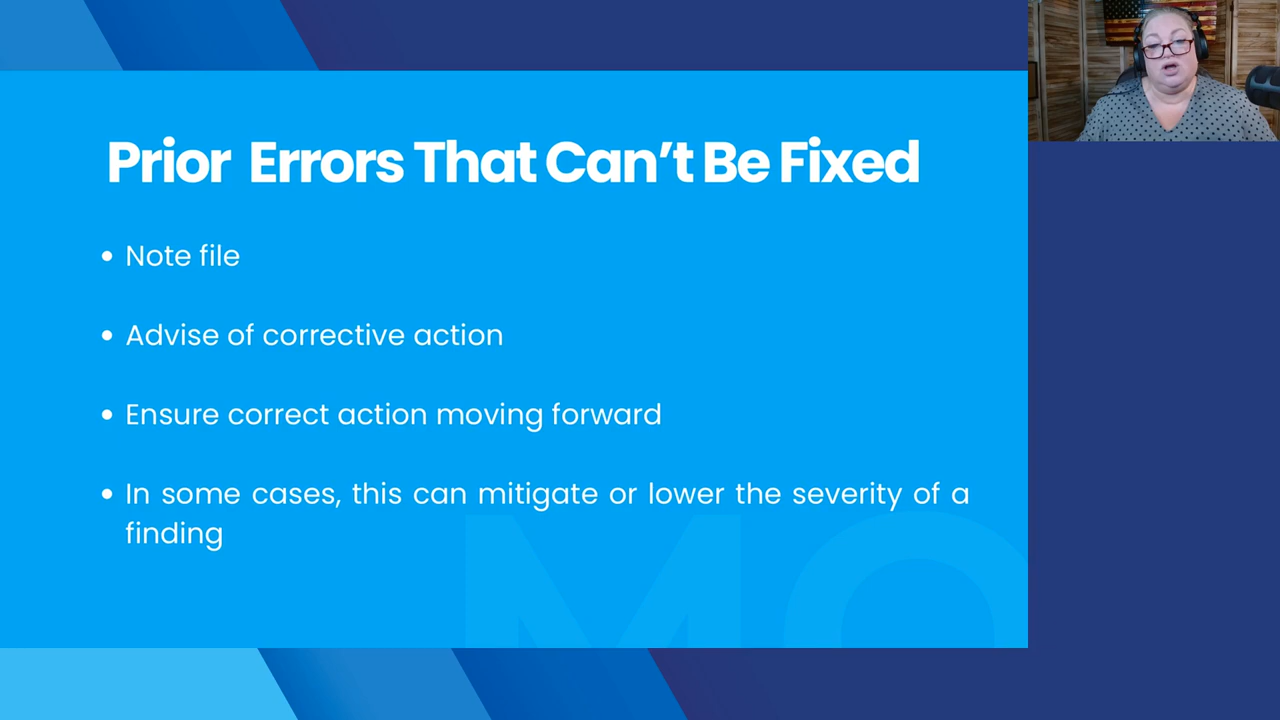 Prior Errors That Can't Be Fixed
• Note file
• Advise of corrective action
• Ensure correct action moving forward
• In some cases, this can mitigate or lower the severity of a
finding
MO